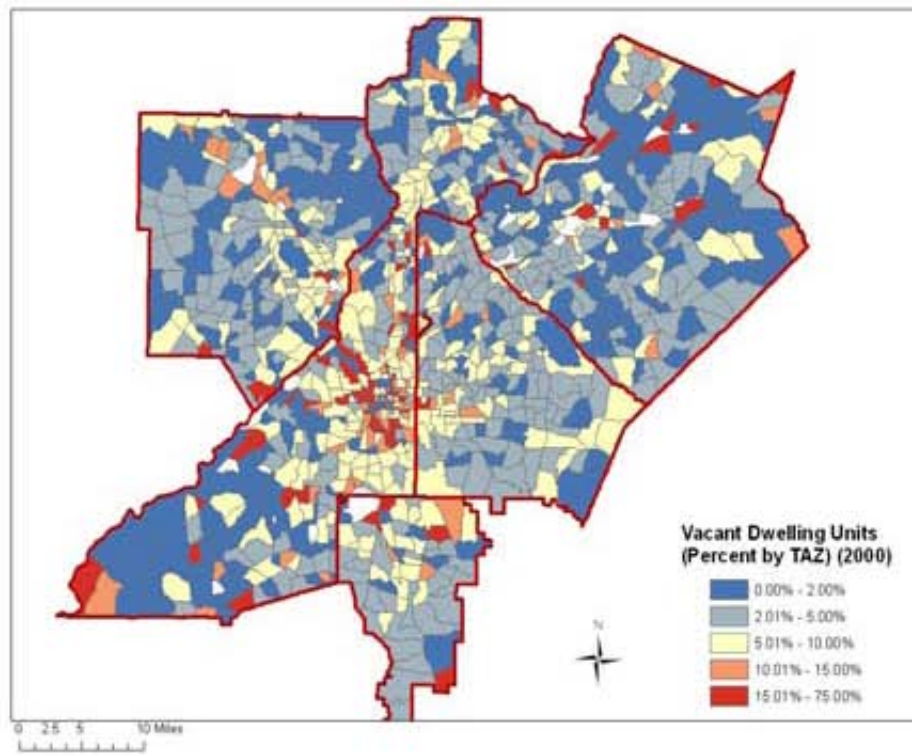 Vacant Dwelling Units
(Percent by TAZ) (2000)
N
0.00% - 2.00%
2.01% - 5.00%
5.01% - 10.00%
10.01% - 15.00%
15.01% - 75.00%
0 2.5 5 10 Miles